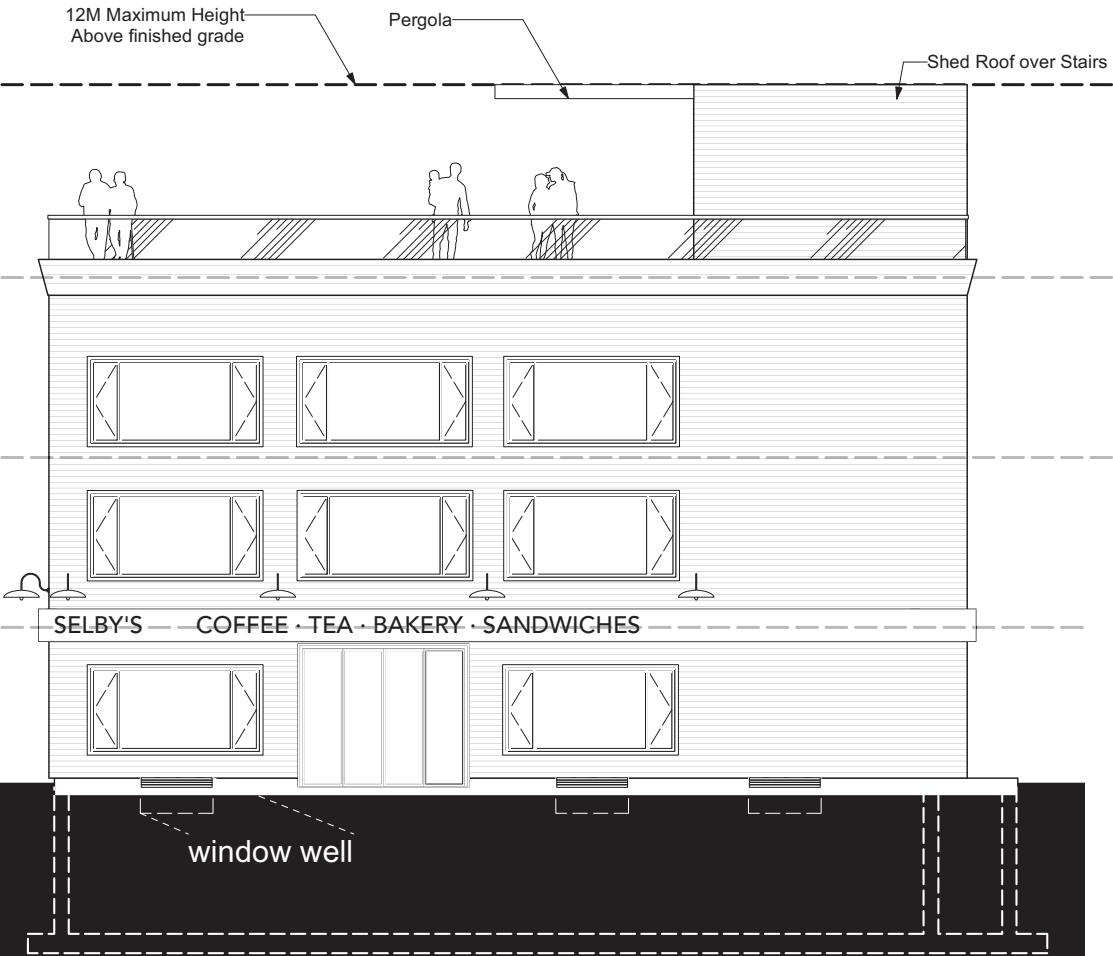 12M Maximum Height
Above finished grade
Pergola
Shed Roof over Stairs
SELBY'S COFFEE · TEA · BAKERY · SANDWICHES
window well